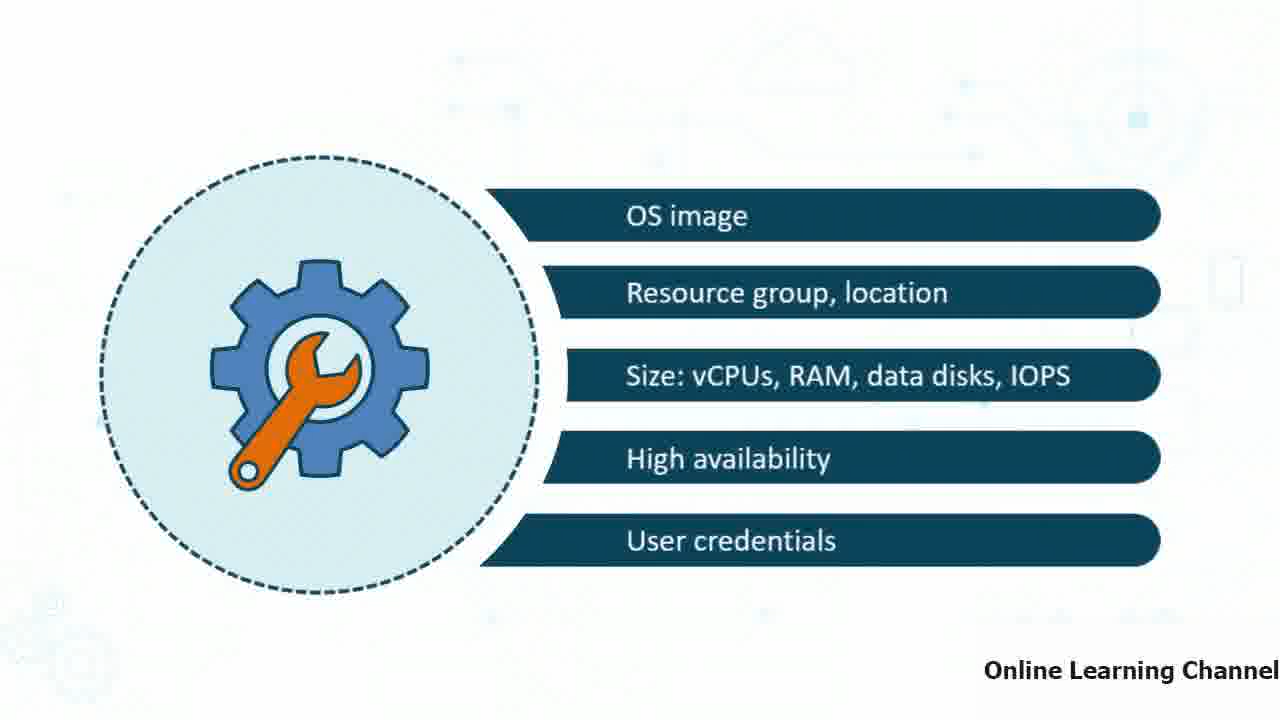 OS image
Resource group, location
Size: vCPUs, RAM, data disks, IOPS
High availability
User credentials
Online Learning Channel